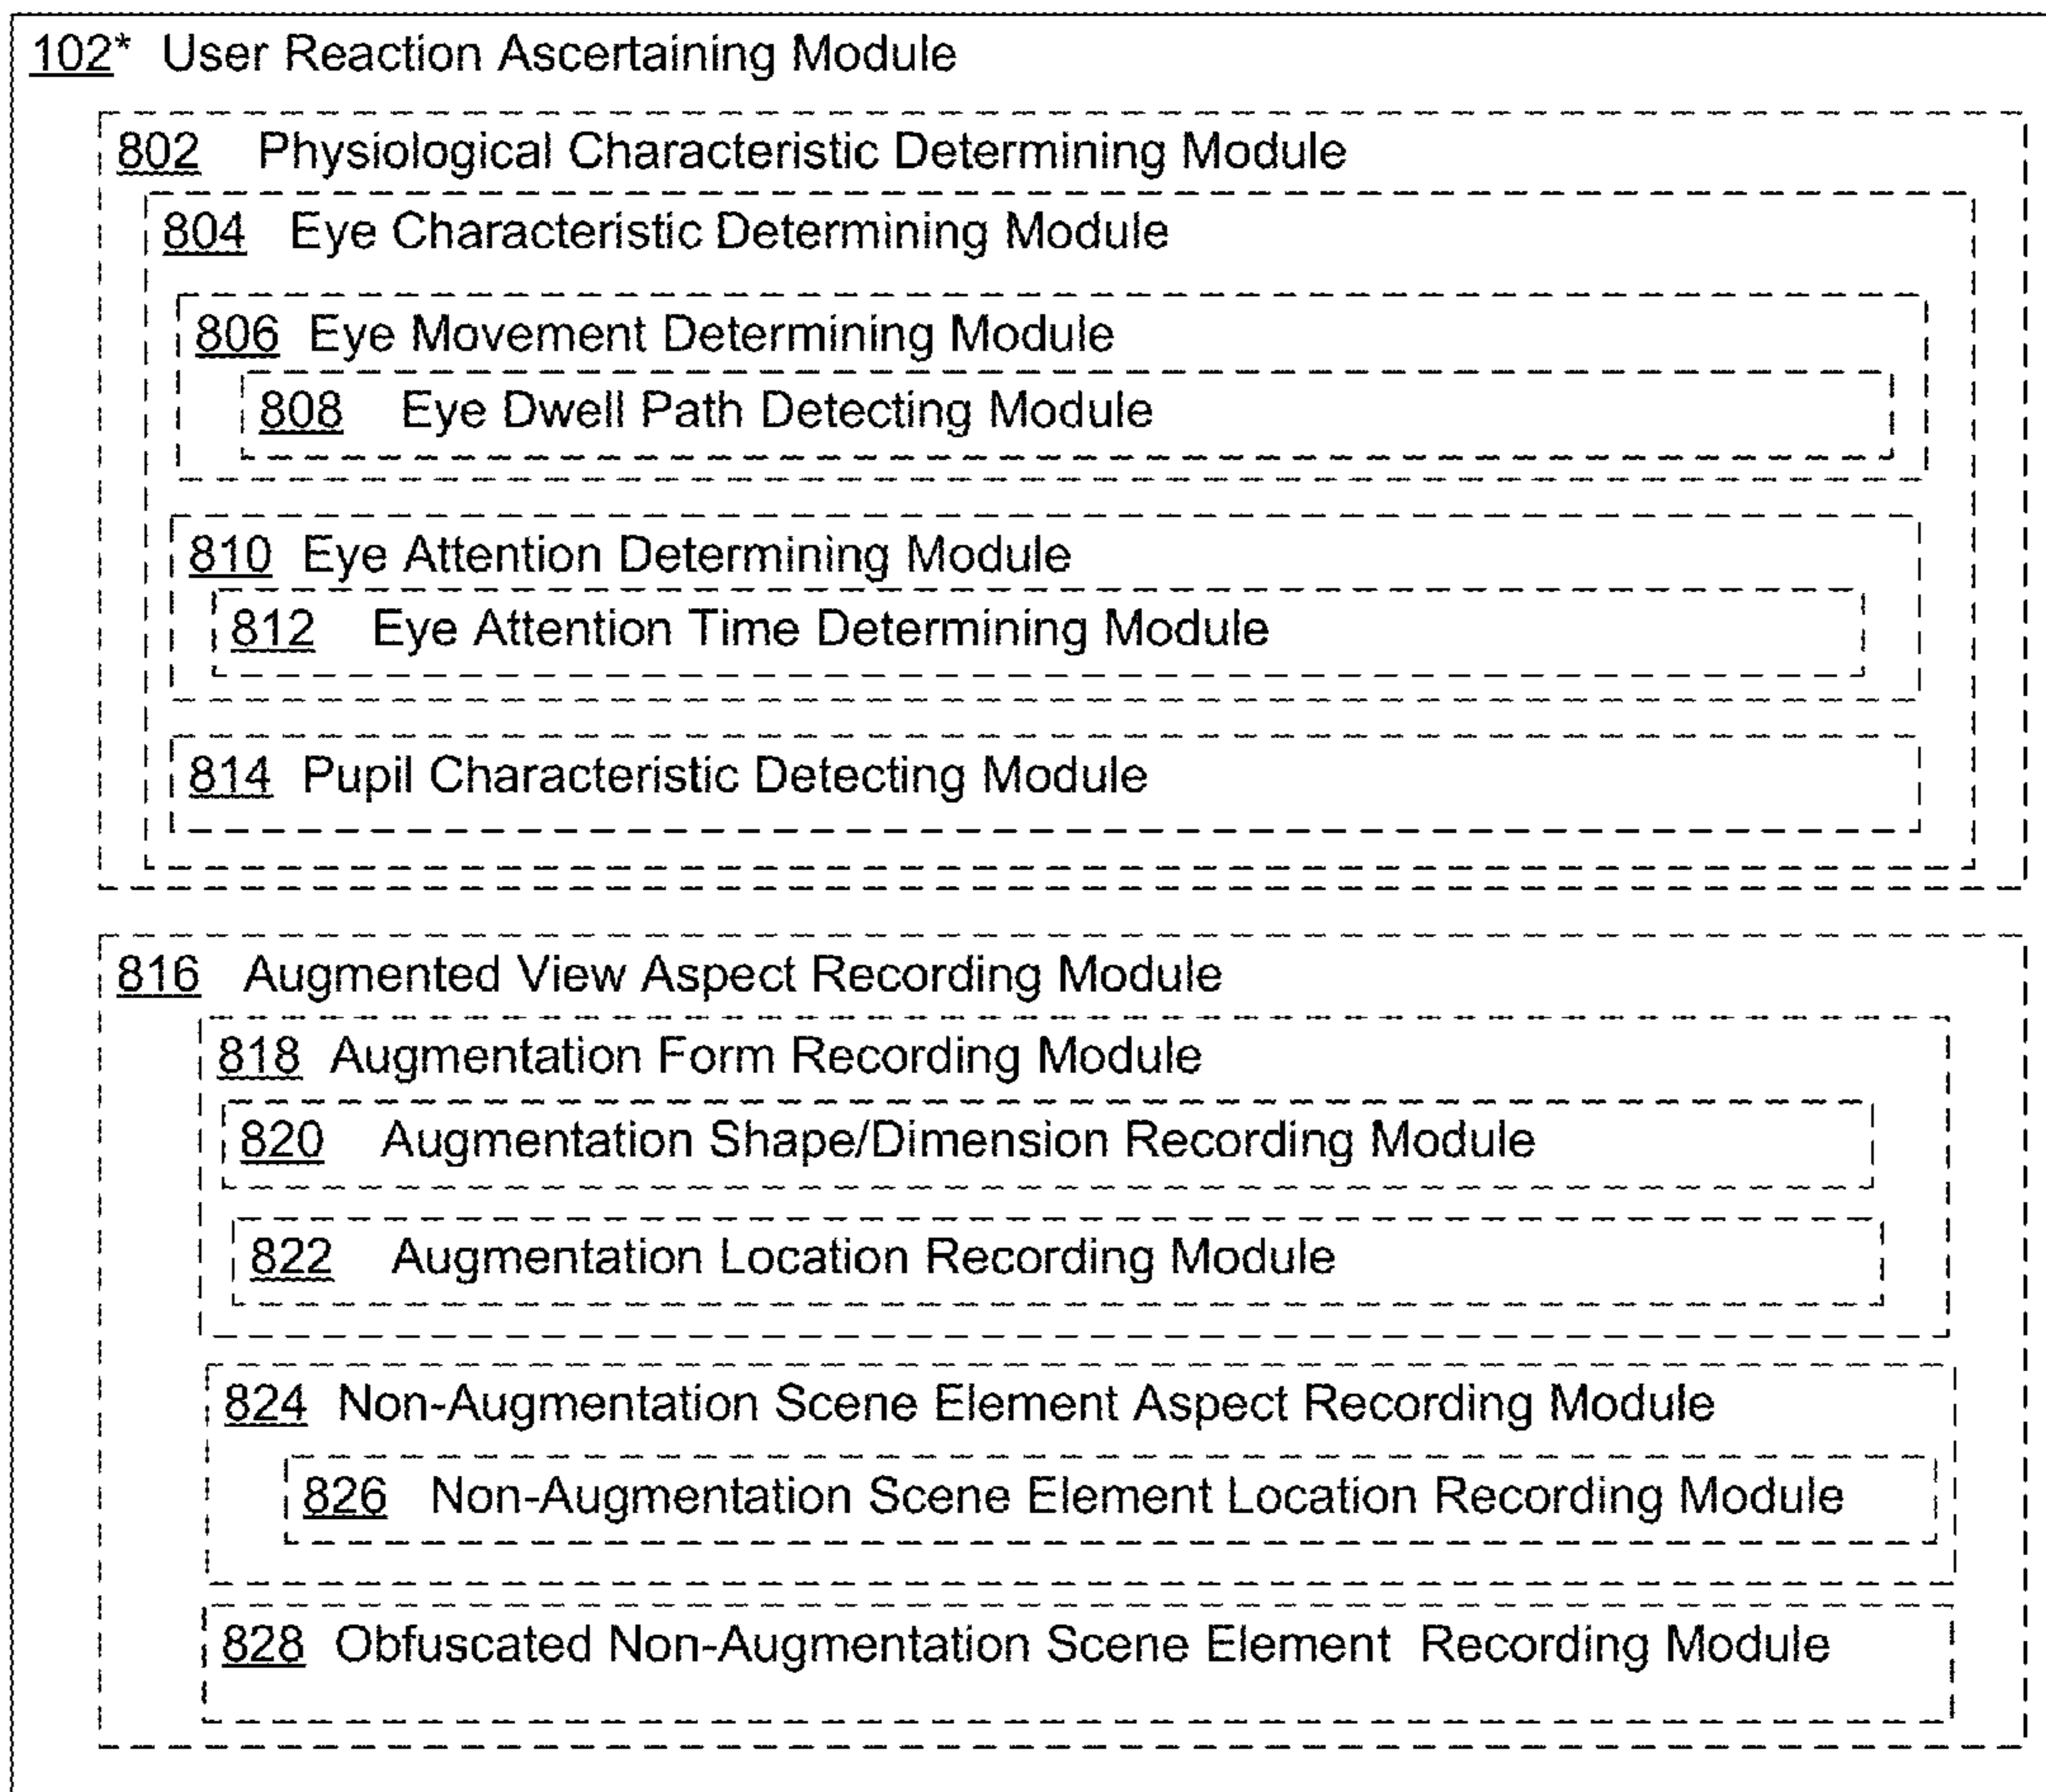 102* User Reaction Ascertaining Module
802 Physiological Characteristic Determining Module
804 Eye Characteristic Determining Module
806 Eye Movement Determining Module
808 Eye Dwell Path Detecting Module
810 Eye Attention Determining Module
812 Eye Attention Time Determining Module
814 Pupil Characteristic Detecting Module
816 Augmented View Aspect Recording Module
818 Augmentation Form Recording Module
820 Augmentation Shape/Dimension Recording Module
822 Augmentation Location Recording Module
824 Non-Augmentation Scene Element Aspect Recording Module
826 Non-Augmentation Scene Element Location Recording Module
828 Obfuscated Non-Augmentation Scene Element Recording Module